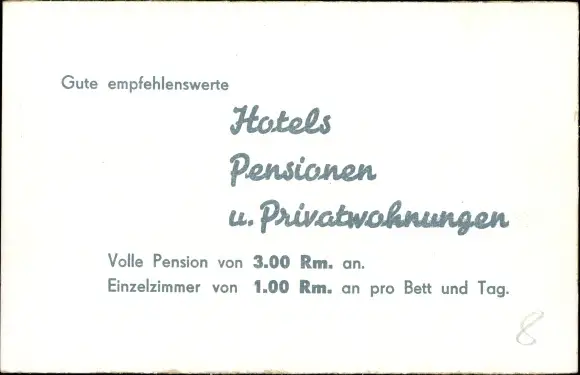 Gute empfehlenswerte
Hotels
Pensionen
u. Privatwohnungen
Volle Pension von 3.00 Rm. an.
Einzelzimmer von 1.00 Rm. an pro Bett und Tag.
8